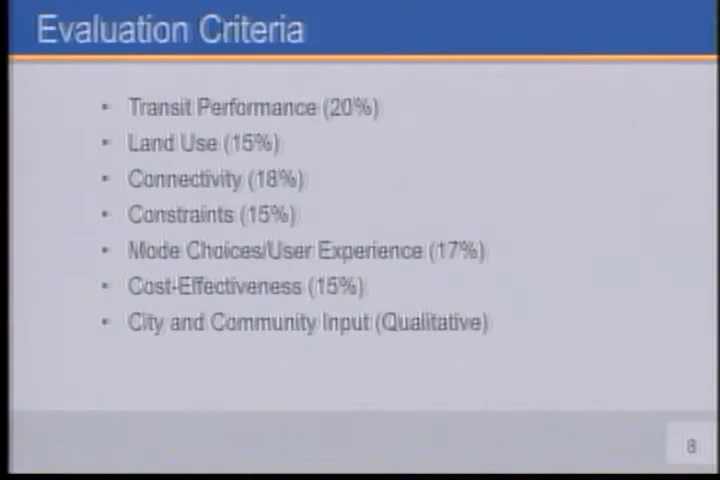 Evaluation Criteria
• Transit Performance (20%)
• Land Use (15%)
• Connectivity (18%)
• Constraints (15%)
• Mode Choices/User Experience (17%)
• Cost-Effectiveness (15%)
• City and Community Input (Qualitative)
8